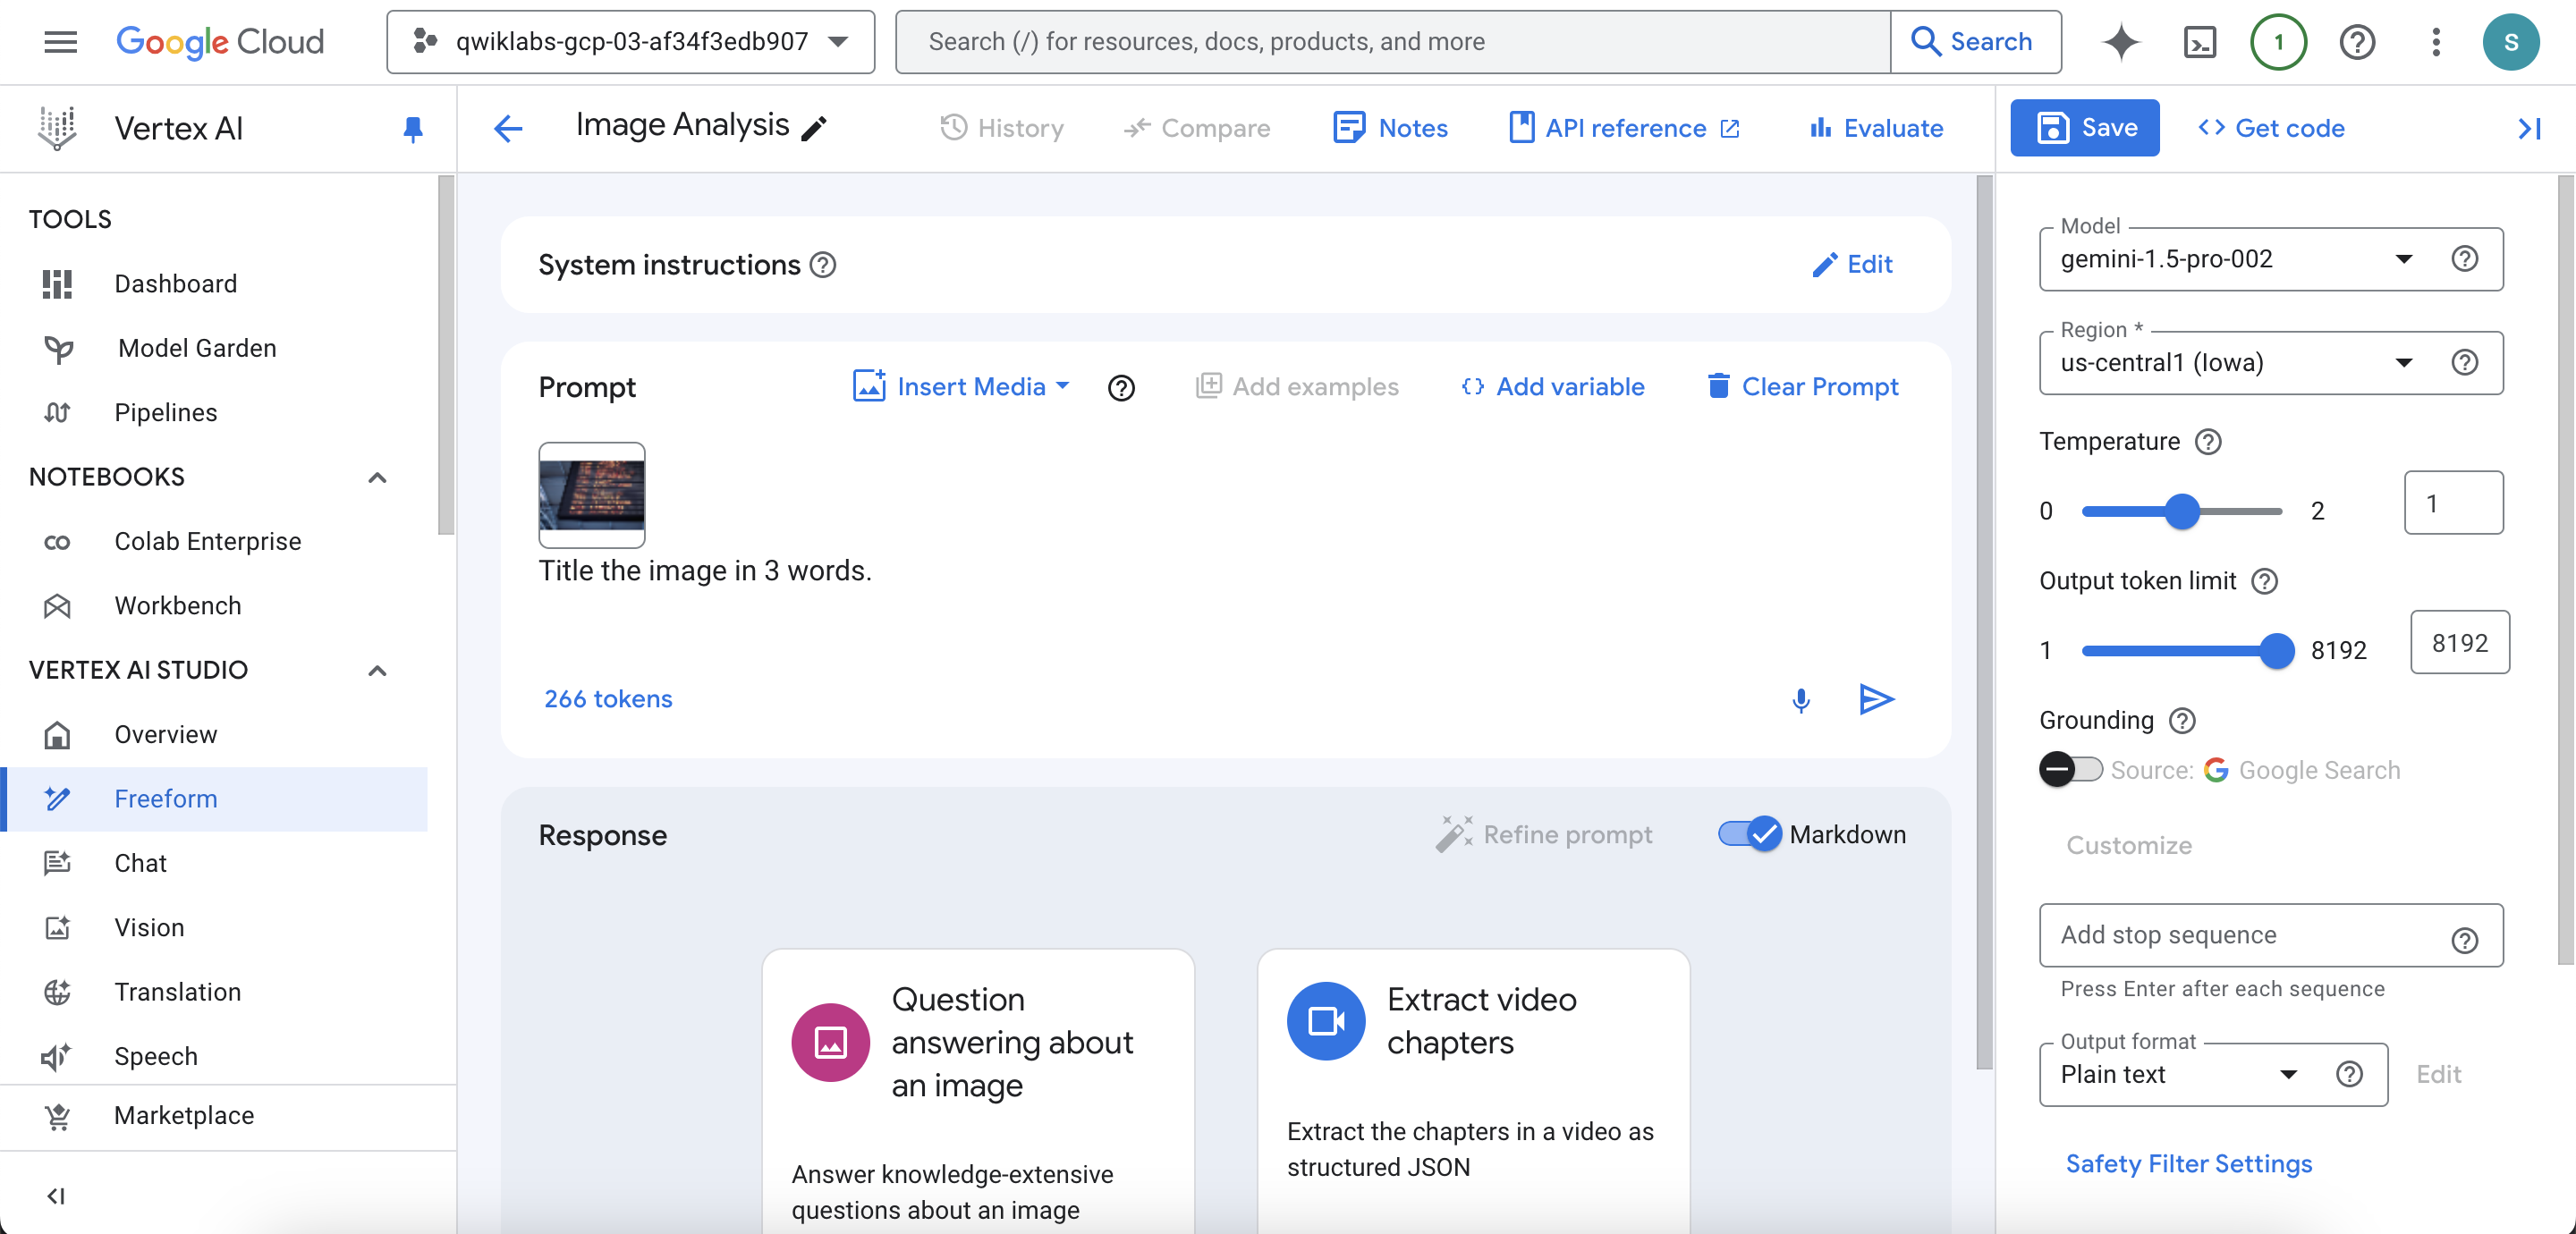 Google Cloud
qwiklabs-gcp-03-af34f3edb907
Search (/) for resources, docs, products, and more
Search
1
S
Vertex AI
Image Analysis
History
Compare
Notes
API reference
Evaluate
Save
Get code
TOOLS
Dashboard
Model Garden
Pipelines
NOTEBOOKS
Colab Enterprise
Workbench
VERTEX AI STUDIO
Overview
Freeform
Chat
Vision
Translation
Speech
Marketplace
System instructions
Edit
Prompt
Insert Media
Add examples
Add variable
Clear Prompt
Title the image in 3 words.
266 tokens
Response
Refine prompt
Markdown
Question
answering about
an image
Answer knowledge-extensive
questions about an image
Extract video
chapters
Extract the chapters in a video as
structured JSON
Model
gemini-1.5-pro-002
Region *
us-central1 (Iowa)
Temperature
0
2
1
Output token limit
1
8192
8192
Grounding
Source: Google Search
Customize
Add stop sequence
Press Enter after each sequence
Output format
Plain text
Edit
Safety Filter Settings